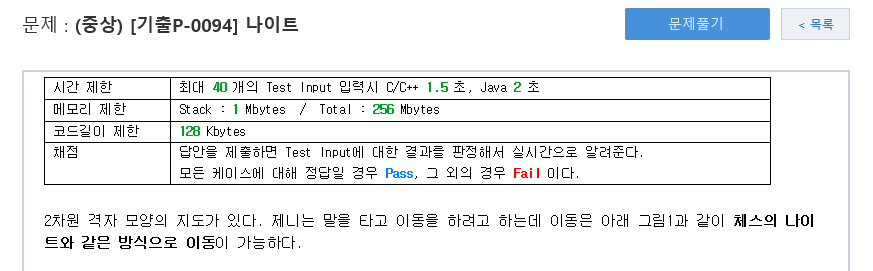 문제 : (중상) [기출P-0094] 나이트
문제풀기
< 목록
시간 제한 최대 40개의 Test Input 입력시 C/C++ 1.5초, Java 2초
메모리 제한 Stack : 1 Mbytes / Total : 256 Mbytes
코드길이 제한 128 Kbytes
채점 답안을 제출하면 Test Input에 대한 결과를 판정해서 실시간으로 알려준다.
모든 케이스에 대해 정답일 경우 Pass, 그 외의 경우 Fail 이다.
2차원 격자 모양의 지도가 있다. 제니는 말을 타고 이동을 하려고 하는데 이동은 아래 그림1과 같이 체스의 나이
트와 같은 방식으로 이동이 가능하다.